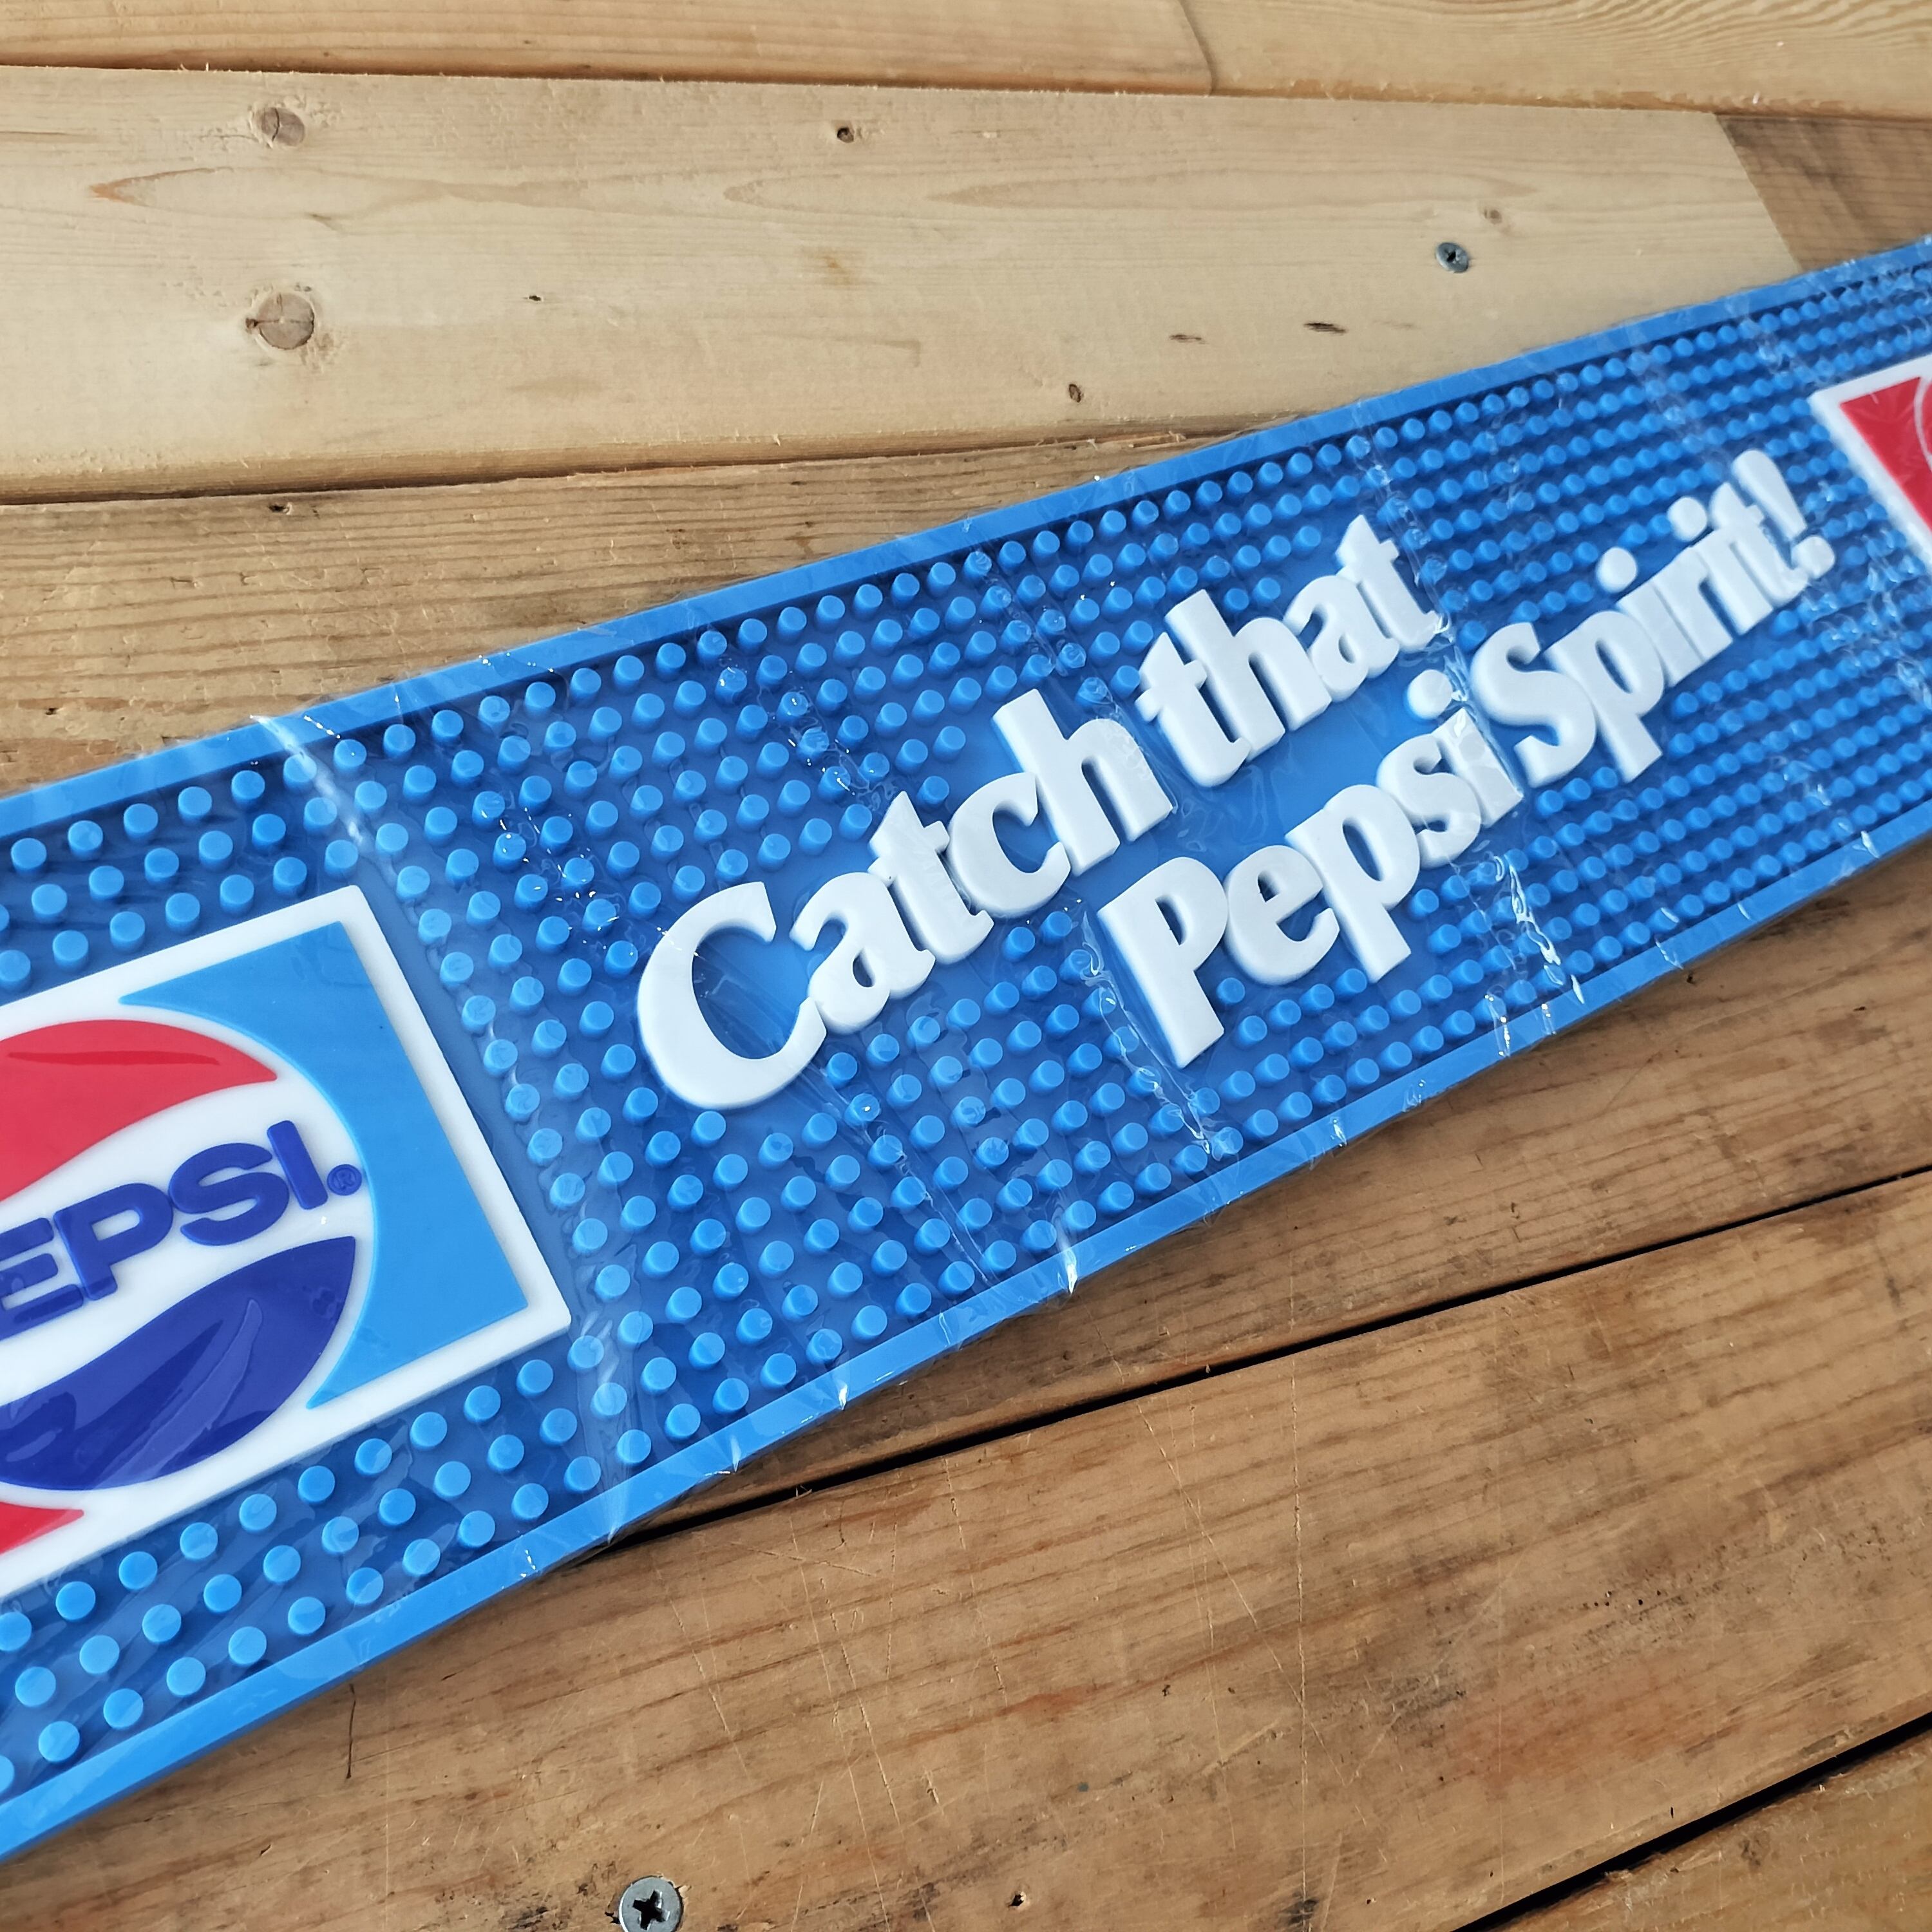 Catch that
Pepsi Spirit!
EPSI®